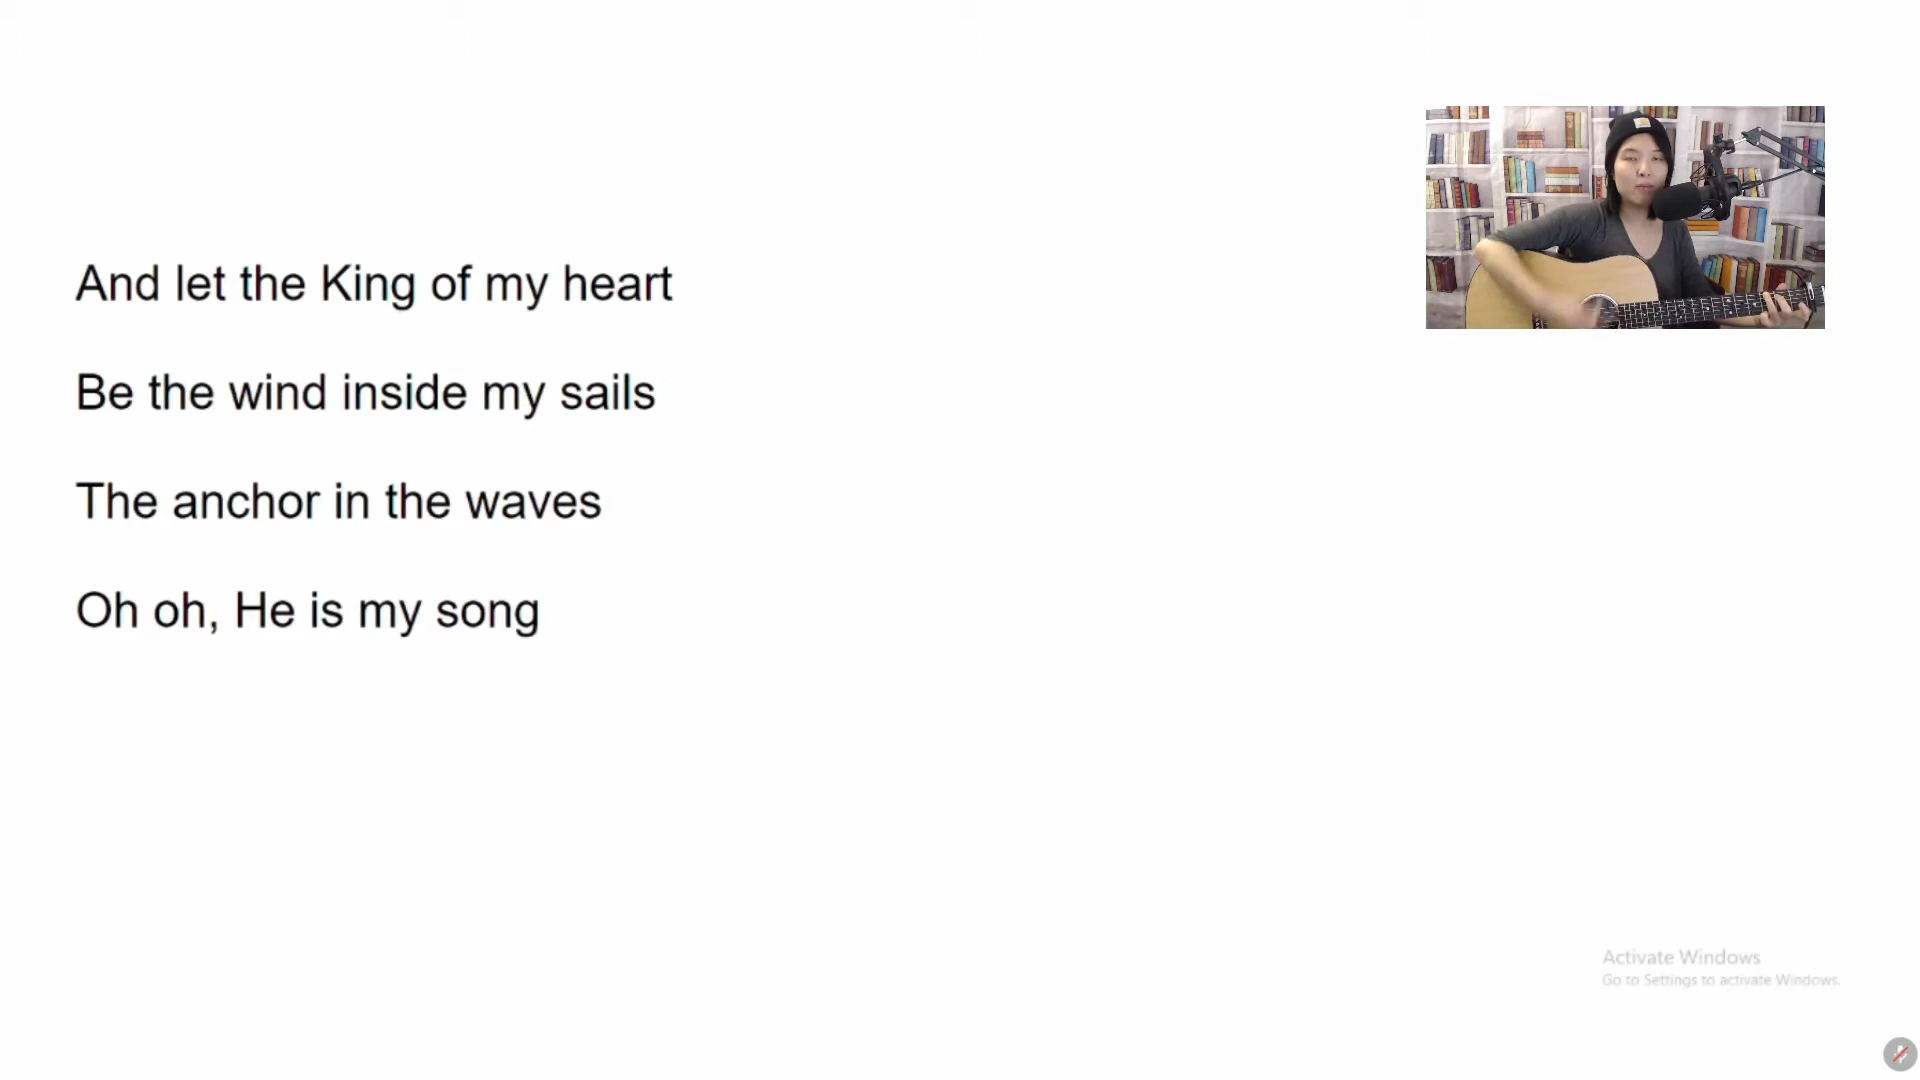 And let the King of my heart
Be the wind inside my sails
The anchor in the waves
Oh oh, He is my song
Activate Windows
Go to Settings to activate Windows.